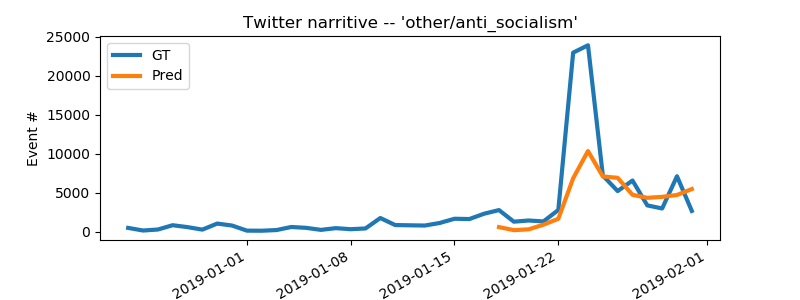 Twitter narritive -- 'other/anti_socialism'
GT
Pred
Event #
25000
20000
15000
10000
5000
0
2019-01-01
2019-01-08
2019-01-15
2019-01-22
2019-02-01